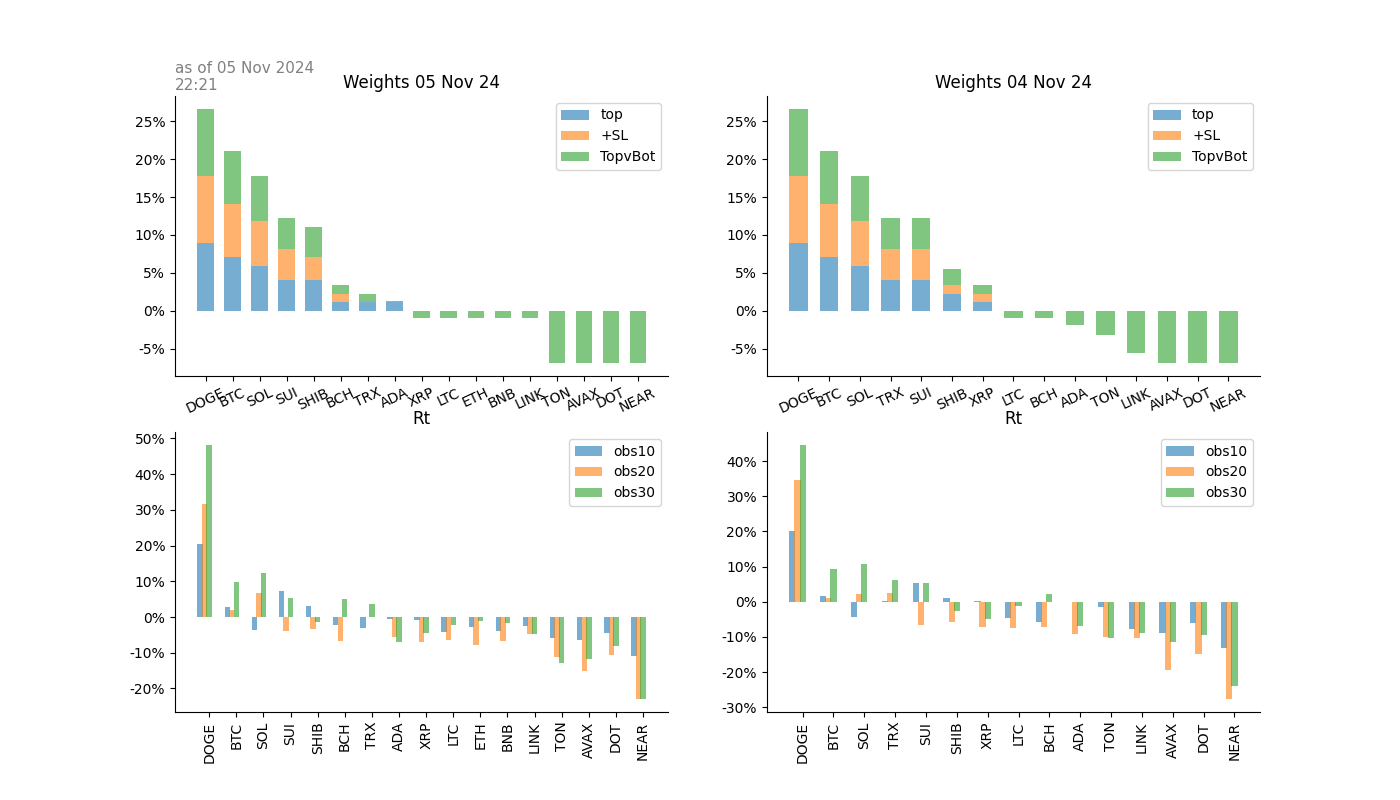 as of 05 Nov 2024
22:21
Weights 05 Nov 24
25%
20%
15%
10%
5%
0%
-5%
top
+SL
TopvBot
DOGE BTC SOL SUI SHIB BCH TRX ADA XRP LTC ETH BNB LINK TON AVAX DOT NEAR
Weights 04 Nov 24
25%
20%
15%
10%
5%
0%
-5%
top
+SL
TopvBot
DOGE BTC SOL TRX SUI SHIB XRP LTC BCH ADA TON LINK AVAX DOT NEAR
Rt
50%
40%
30%
20%
10%
0%
-10%
-20%
obs10
obs20
obs30
DOGE BTC SOL SUI SHIB BCH TRX ADA XRP LTC ETH BNB LINK TON AVAX DOT NEAR
Rt
40%
30%
20%
10%
0%
-10%
-20%
-30%
obs10
obs20
obs30
DOGE BTC SOL TRX SUI SHIB XRP LTC BCH ADA TON LINK AVAX DOT NEAR